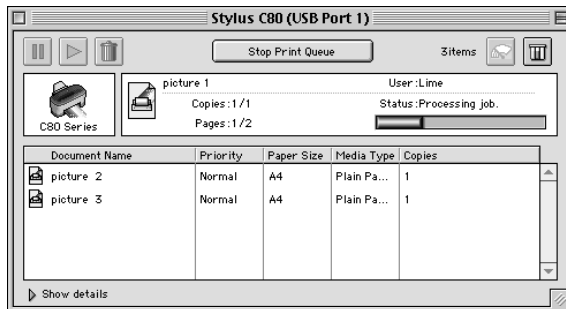 Stylus C80 (USB Port 1)
Stop Print Queue
3items
C80 Series
picture 1
User:Lime
Copies:1/1
Status:Processing job.
Pages:1/2
Document Name Priority Paper Size Media Type Copies
picture 2 Normal A4 Plain Pa... 1
picture 3 Normal A4 Plain Pa... 1
Show details